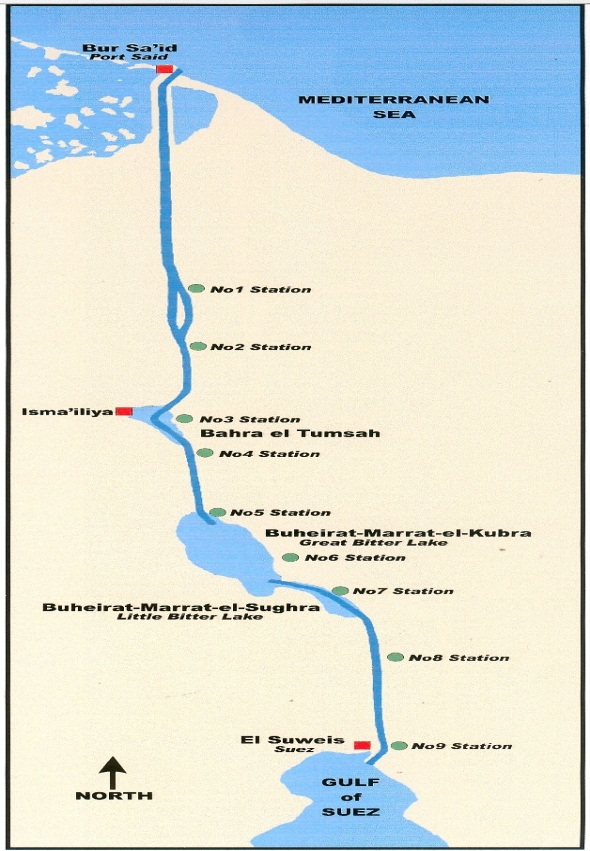 Bur Sa'id
Port Said
MEDITERRANEAN
SEA
No1 Station
No2 Station
Isma'iliya
No3 Station
Bahra el Tumsah
No4 Station
No5 Station
Buheirat-Marrat-el-Kubra
Great Bitter Lake
No6 Station
No7 Station
Buheirat-Marrat-el-Sughra
Little Bitter Lake
No8 Station
El Suweis
Suez
No9 Station
GULF
of
SUEZ
NORTH